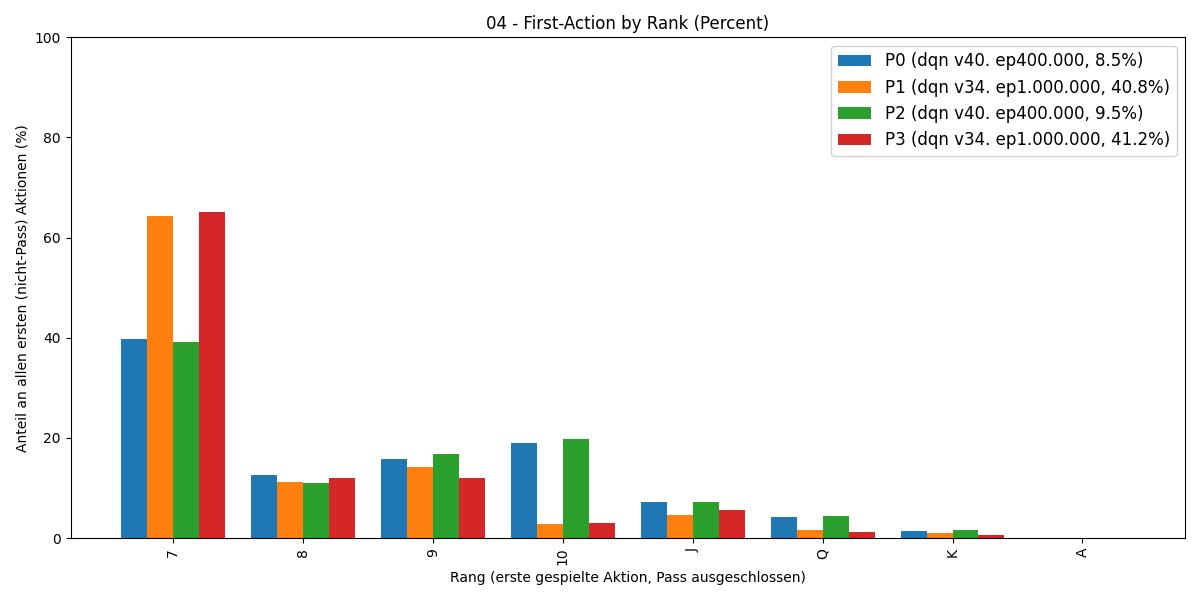 04 - First-Action by Rank (Percent)
P0 (dqn v40. ep400.000, 8.5%)
P1 (dqn v34. ep1.000.000, 40.8%)
P2 (dqn v40. ep400.000, 9.5%)
P3 (dqn v34. ep1.000.000, 41.2%)
Anteil an allen ersten (nicht-Pass) Aktionen (%)
100
80
60
40
20
0
7
8
9
10
J
Q
K
A
Rang (erste gespielte Aktion, Pass ausgeschlossen)